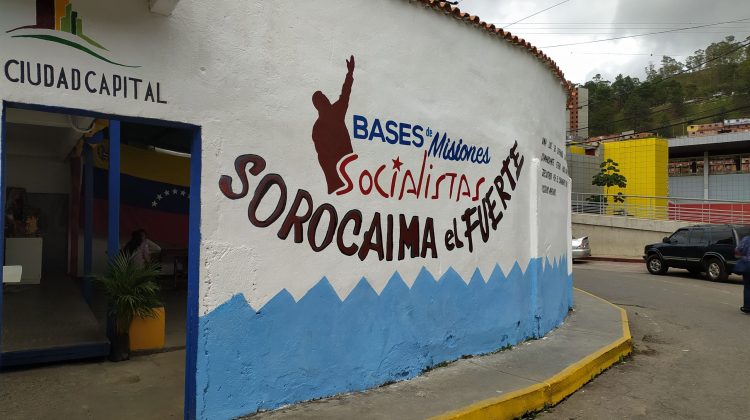 CIUDAD CAPITAL
BASES de Misiones
SOCIALISTAS
SOROCAIMA el FUERTE